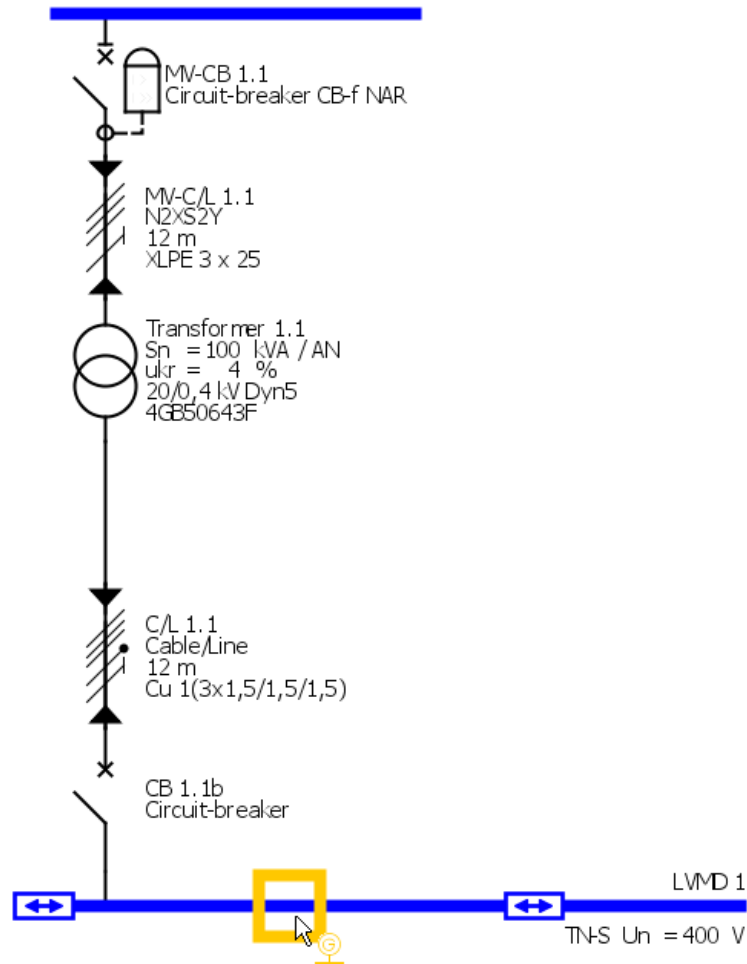 MV-CB 1.1
Circuit-breaker CB-f NAR
MV-C/L 1.1
N2XS2Y
12 m
XLPE 3 x 25
Transformer 1.1
Sn = 100 kVA / AN
ukr = 4 %
20/0,4 kV Dyn5
4GB50643F
C/L 1.1
Cable/Line
12 m
Cu 1(3x1,5/1,5/1,5)
CB 1.1b
Circuit-breaker
LVMD 1
TN-S Un = 400 V
G